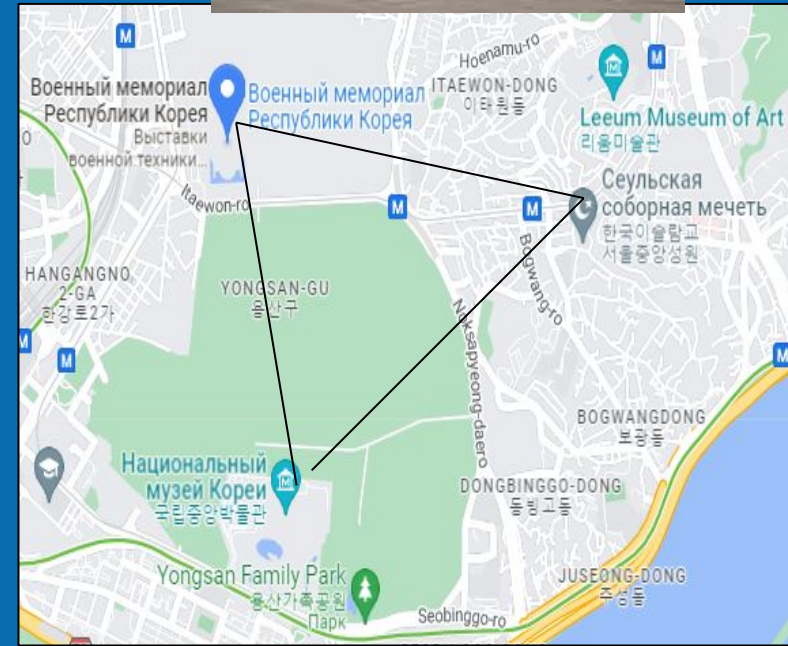 M
Hoenamu-ro
M
Военный мемориал
Республики Корея
Выставки
военной техники...
Военный мемориал
Республики Корея
ITAEWON-DONG
이태원동
Leeum Museum of Art
리움미술관
Itaewon-ro
M
M
Сеульская
соборная мечеть
한국이슬람교
서울중앙성원
HANGANGNO
2-GA
한강로2가
YONGSAN-GU
용산구
Bogwang-ro
Noksapyeong-daero
M
M
M
BOGWANGDONG
보광동
Национальный
музей Кореи
국립중앙박물관
DONGBINGGO-DONG
동빙고동
Yongsan Family Park
용산가족공원
Парк
JUSEONG-DONG
주성동
Seobinggo-ro